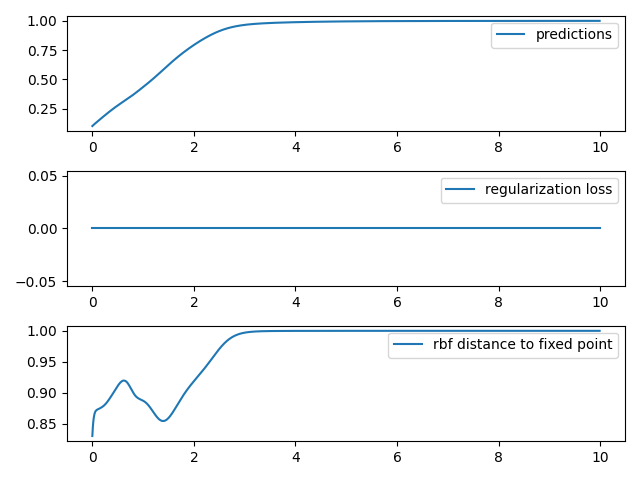 1.00
0.75
0.50
0.25
predictions
0 2 4 6 8 10
0.05
0.00
−0.05
regularization loss
0 2 4 6 8 10
1.00
0.95
0.90
0.85
rbf distance to fixed point
0 2 4 6 8 10